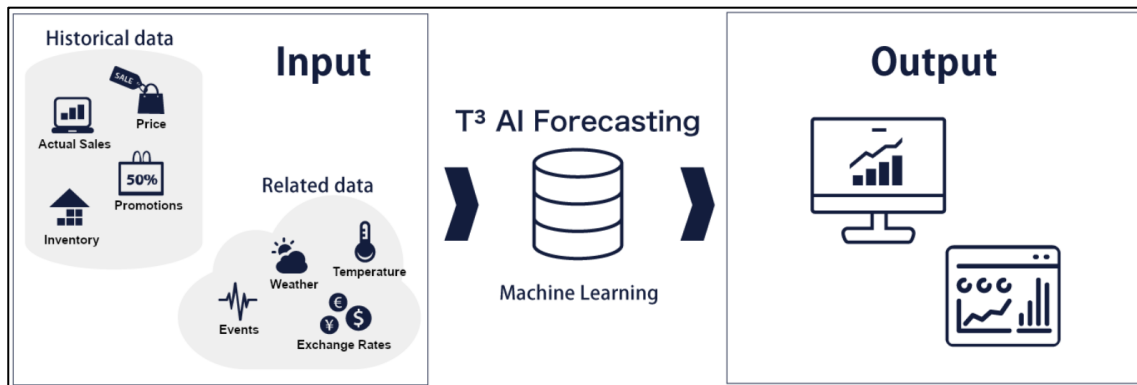 Historical data
Input
SALE
Price
Actual Sales
50%
Promotions
Inventory
Related data
Weather
Temperature
Events
€
¥
$
Exchange Rates
T³ AI Forecasting
Machine Learning
Output